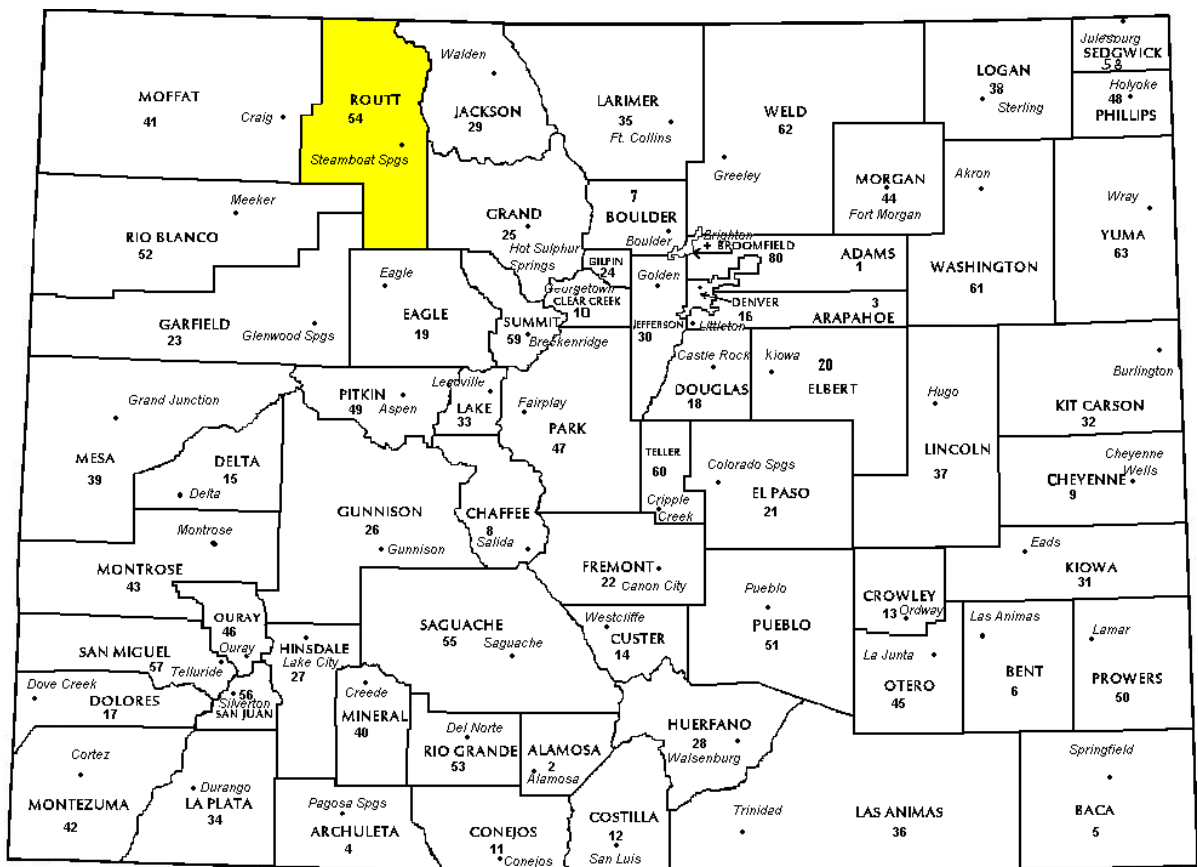 Julesburg
SEDGWICK
58
LOGAN
38
Sterling
Holyoke
48
PHILLIPS
Walden
JACKSON
29
MOFFAT
41
Craig
ROUTT
54
Steamboat Spgs
LARIMER
35
Ft. Collins
WELD
62
Greeley
MORGAN
44
Fort Morgan
Akron
WASHINGTON
61
Wray
YUMA
63
Meeker
RIO BLANCO
52
GRAND
25
Hot Sulphur
Springs
7
BOULDER
Boulder
Brighton
+ BROOMFIELD
80
ADAMS
1
GILPIN
24
Golden
Georgetown
CLEAR CREEK
10
DENVER
16
3
ARAPAHOE
Littleton
JEFFERSON
30
Eagle
EAGLE
19
SUMMIT
59
Breckenridge
GARFIELD
23
Glenwood Spgs
Castle Rock
DOUGLAS
18
kiowa
20
ELBERT
Hugo
LINCOLN
37
Burlington
KIT CARSON
32
Grand Junction
MESA
39
PITKIN
49
Aspen
Leadville
LAKE
33
Fairplay
PARK
47
TELLER
60
Cripple
Creek
Colorado Spgs
EL PASO
21
Cheyenne
Wells
CHEYENNE
9
DELTA
15
Delta
GUNNISON
26
Gunnison
CHAFFEE
8
Salida
Montrose
MONTROSE
43
FREMONT
22
Canon City
Pueblo
PUEBLO
51
CROWLEY
13
Ordway
Eads
KIOWA
31
OURAY
46
Ouray
HINSDALE
Lake City
27
SAGUACHE
55
Saguache
Westcliffe
CUSTER
14
La Junta
OTERO
45
Las Animas
BENT
6
Lamar
PROWERS
50
SAN MIGUEL
57
Telluride
Dove Creek
DOLORES
17
56
Silverton
SAN JUAN
Creede
MINERAL
40
Del Norte
RIO GRANDE
53
ALAMOSA
2
Alamosa
HUERFANO
28
Walsenburg
Cortez
MONTEZUMA
42
Durango
LA PLATA
34
Pagosa Spgs
ARCHULETA
4
CONEJOS
11
Conejos
COSTILLA
12
San Luis
Trinidad
LAS ANIMAS
36
Springfield
BACA
5